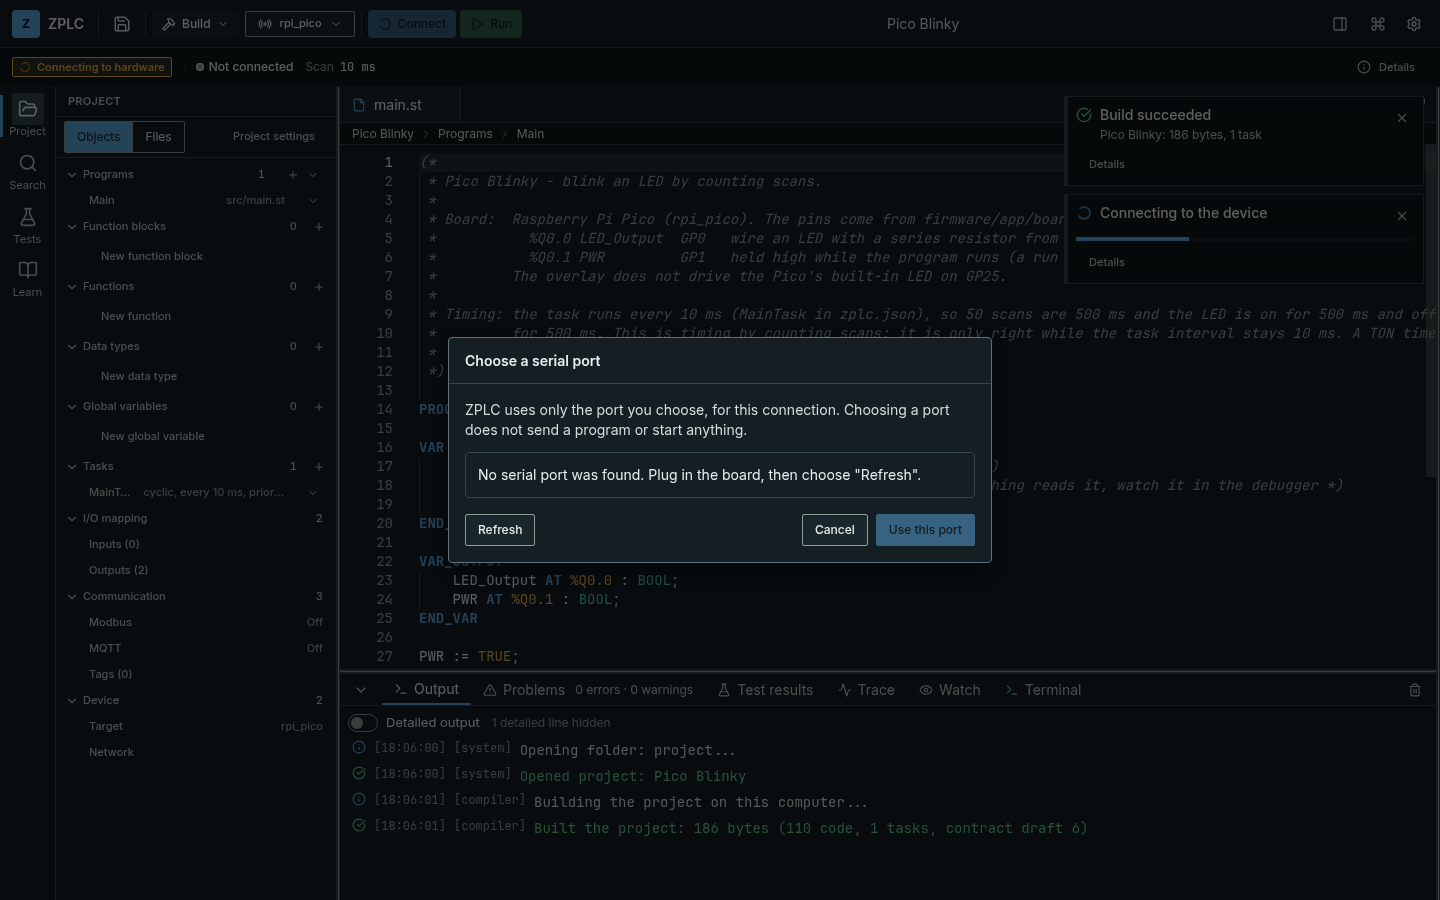 Z ZPLC Build rpi_pico Connect Run Pico Blinky
Connecting to hardware Not connected Scan 10 ms Details
Project
Search
Tests
Learn
PROJECT
Objects Files Project settings
Programs 1
Main src/main.st
Function blocks 0
New function block
Functions 0
New function
Data types 0
New data type
Global variables 0
New global variable
Tasks 1
MainT... cyclic, every 10 ms, prior...
I/O mapping 2
Inputs (0)
Outputs (2)
Communication 3
Modbus Off
MQTT Off
Tags (0)
Device 2
Target rpi_pico
Network
main.st
Pico Blinky > Programs > Main
1 (*
2 * Pico Blinky - blink an LED by counting scans.
3 *
4 * Board: Raspberry Pi Pico (rpi_pico). The pins come from firmware/app/boar
5 * %Q0.0 LED_Output GP0 wire an LED with a series resistor from
6 * %Q0.1 PWR GP1 held high while the program runs (a run
7 The overlay does not drive the Pico's built-in LED on GP25.
8 *
9 * Timing: the task runs every 10 ms (MainTask in zplc.json), so 50 scans are 500 ms and the LED is on for 500 ms and off
10 * for 500 ms. This is timing by counting scans: it is only right while the task interval stays 10 ms. A TON time
11 *
12 *)
13
14 PROG
15
16 VAR
17 )
18 hing reads it, watch it in the debugger *)
19
20 END_
21
22 VAR_OUTPUT
23 LED_Output AT %Q0.0 : BOOL;
24 PWR AT %Q0.1 : BOOL;
25 END_VAR
26
27 PWR := TRUE;
Build succeeded
Pico Blinky: 186 bytes, 1 task
Details
Connecting to the device
Details
Choose a serial port
ZPLC uses only the port you choose, for this connection. Choosing a port
does not send a program or start anything.
No serial port was found. Plug in the board, then choose "Refresh".
Refresh Cancel Use this port
Output Problems 0 errors · 0 warnings Test results Trace Watch Terminal
Detailed output 1 detailed line hidden
[18:06:00] [system] Opening folder: project...
[18:06:00] [system] Opened project: Pico Blinky
[18:06:01] [compiler] Building the project on this computer...
[18:06:01] [compiler] Built the project: 186 bytes (110 code, 1 tasks, contract draft 6)